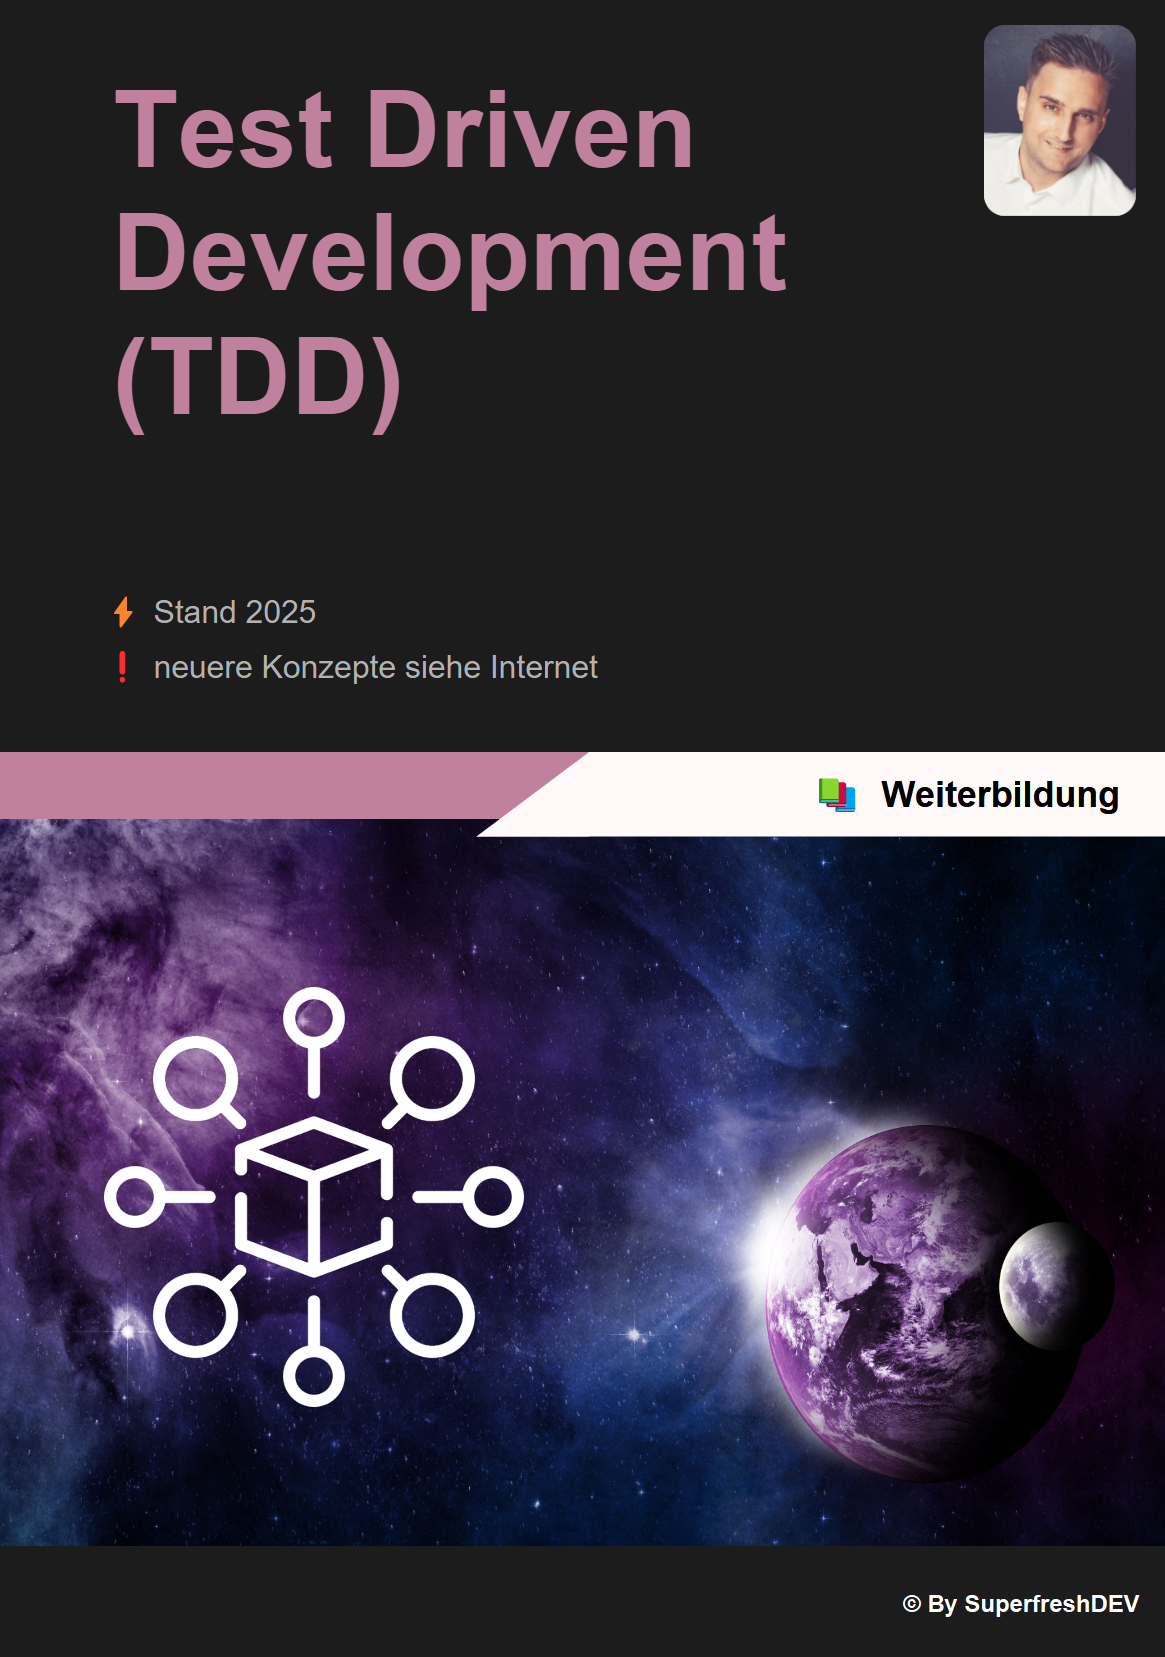 Test Driven
Development
(TDD)
Stand 2025
neuere Konzepte siehe Internet
Weiterbildung
© By SuperfreshDEV